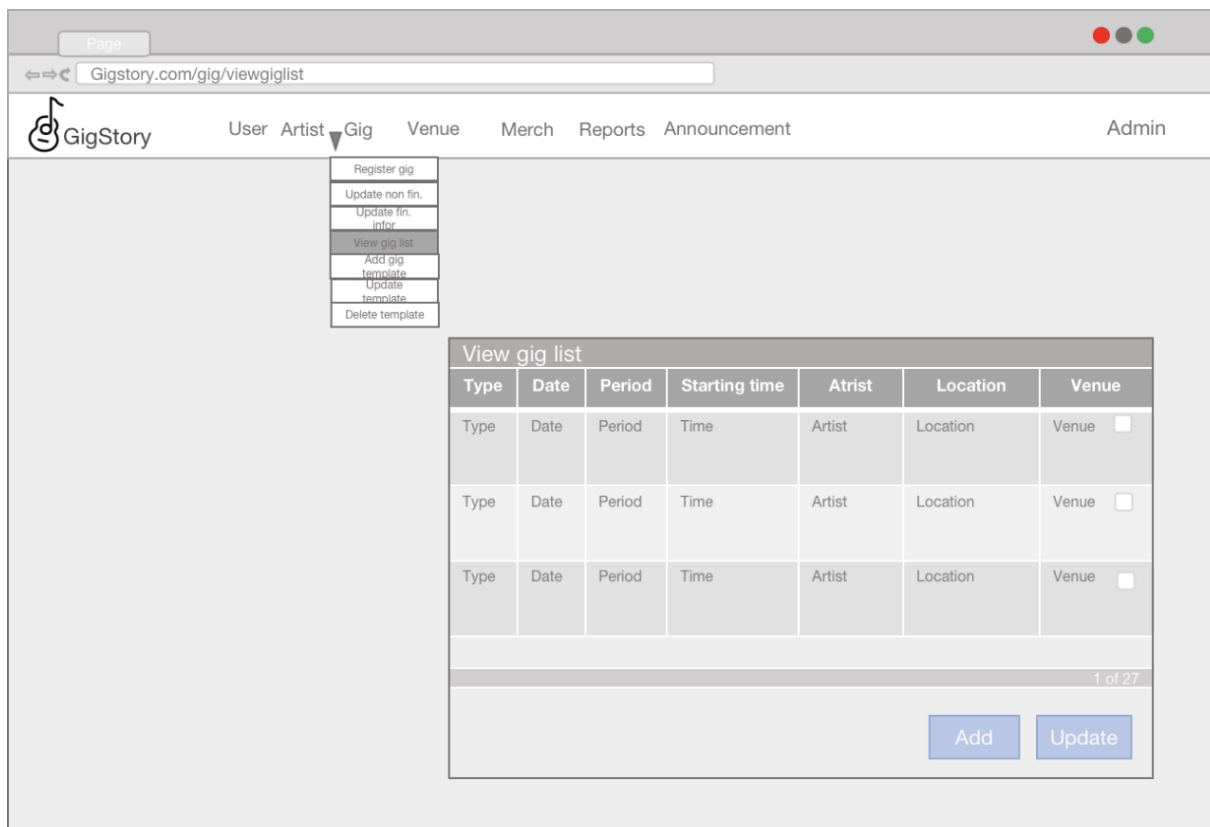 Page
Gigstory.com/gig/viewgiglist
GigStory User Artist Gig Venue Merch Reports Announcement Admin
Register gig
Update non fin.
Update fin.
infor
View gig list
Add gig
template
Update
template
Delete template
View gig list
Type Date Period Starting time Atrist Location Venue
Type Date Period Time Artist Location Venue
Type Date Period Time Artist Location Venue
Type Date Period Time Artist Location Venue
1 of 27
Add Update